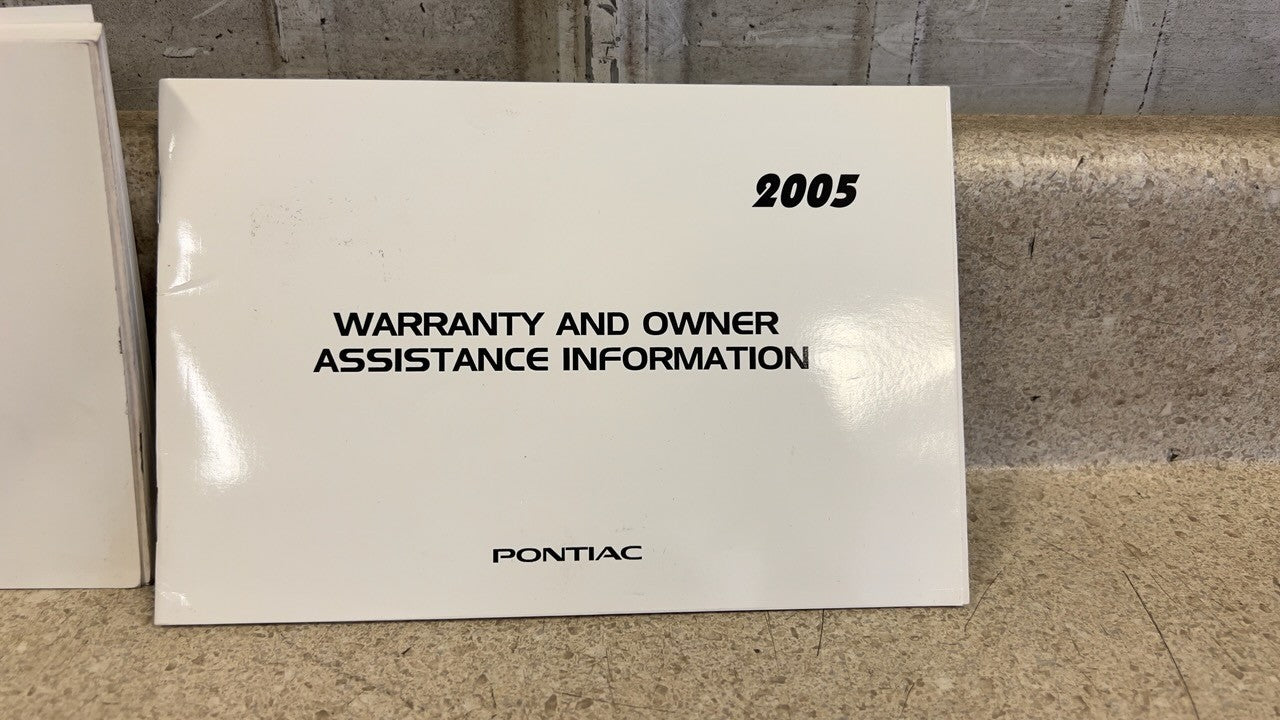 2005
WARRANTY AND OWNER
ASSISTANCE INFORMATION
PONTIAC